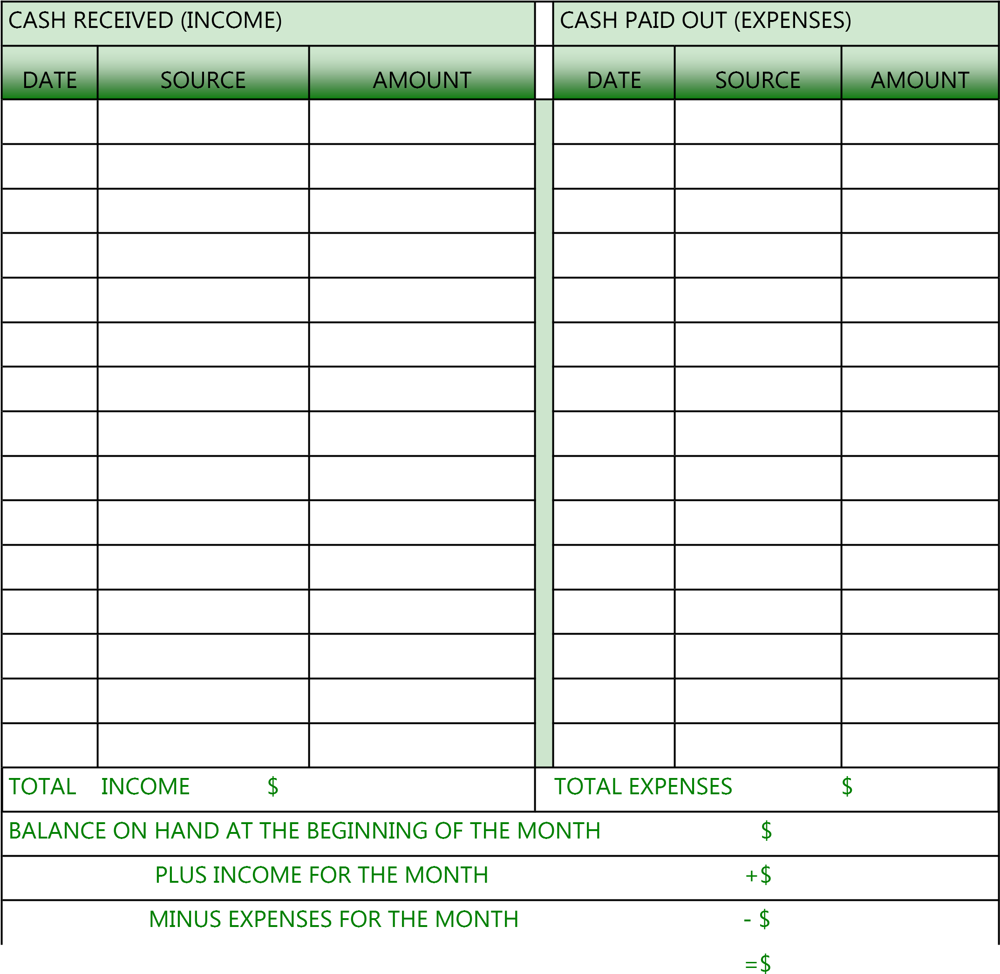 CASH RECEIVED (INCOME) CASH PAID OUT (EXPENSES)
DATE SOURCE AMOUNT DATE SOURCE AMOUNT
TOTAL INCOME $ TOTAL EXPENSES $
BALANCE ON HAND AT THE BEGINNING OF THE MONTH $
PLUS INCOME FOR THE MONTH +$
MINUS EXPENSES FOR THE MONTH - $
=$